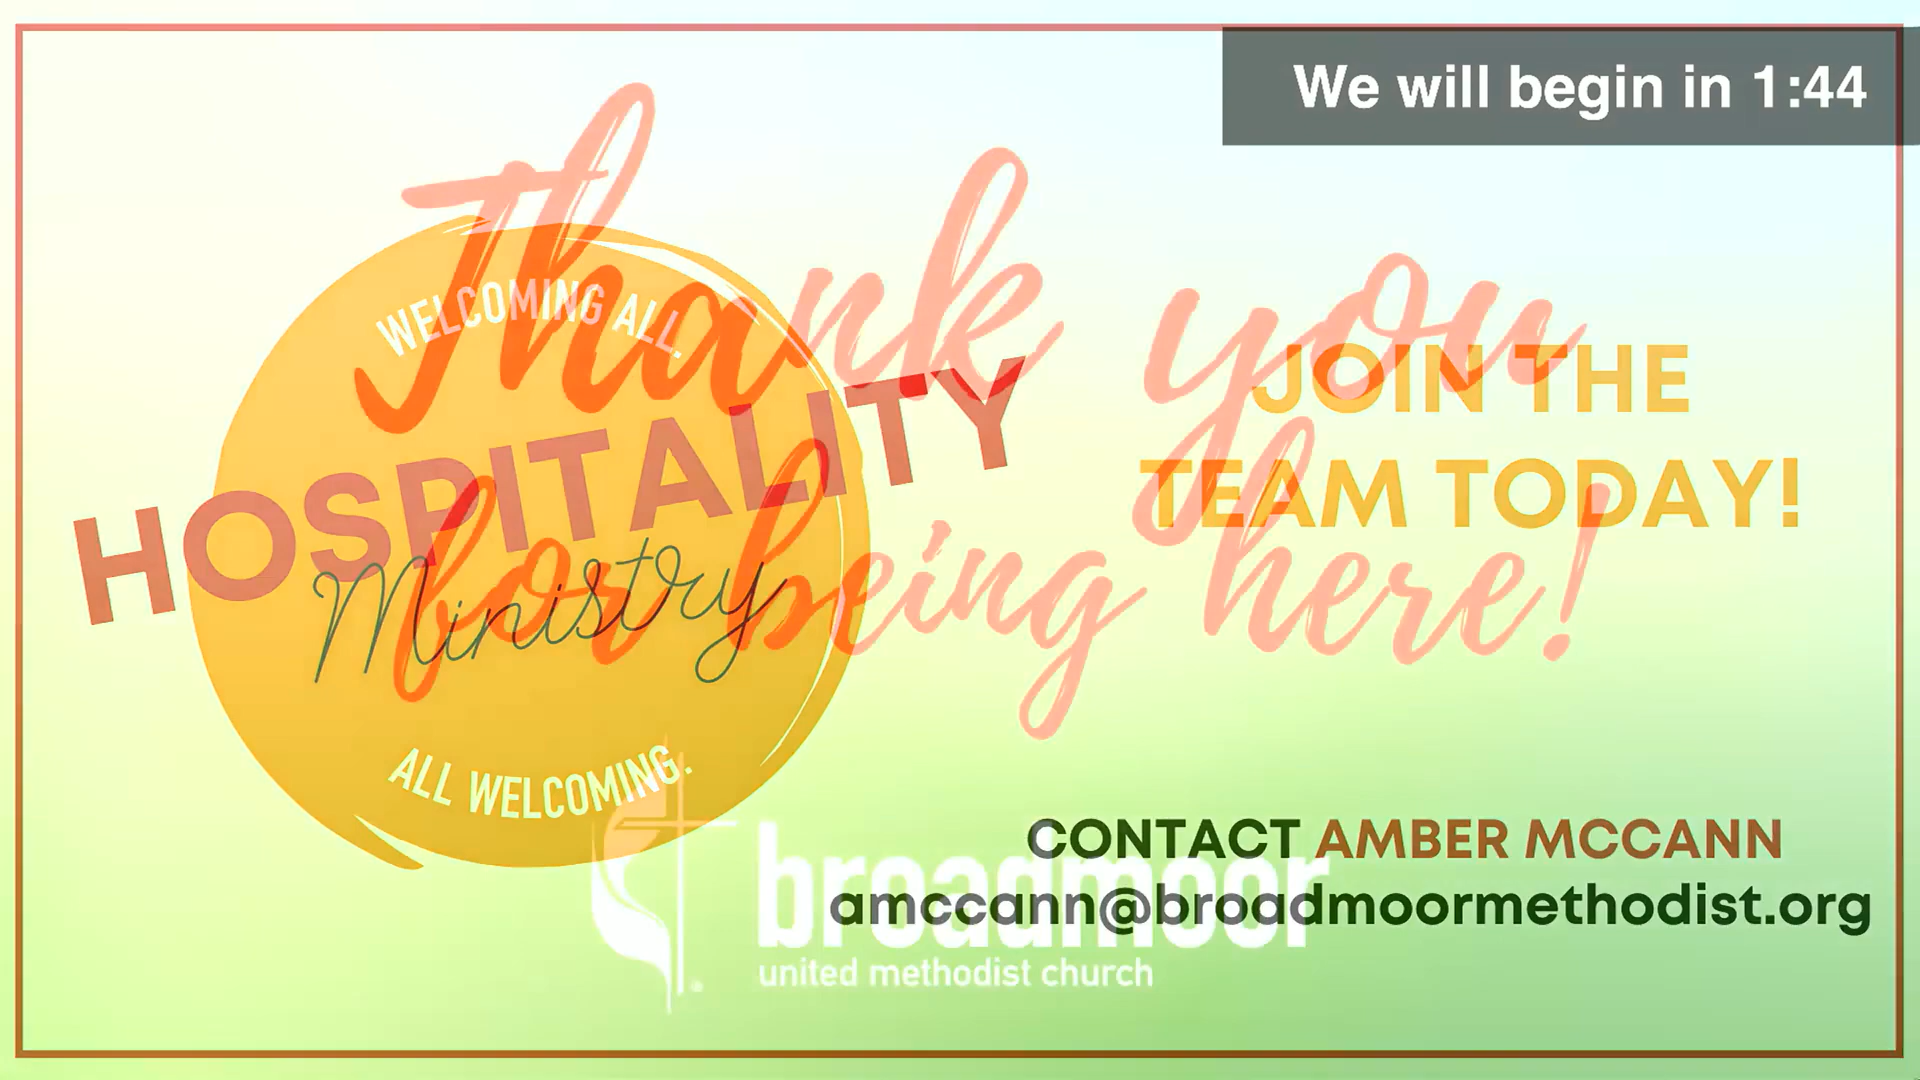 We will begin in 1:44
Thank you
for being here!
WELCOMING ALL.
HOSPITALITY
Ministry
ALL WELCOMING.
JOIN THE
TEAM TODAY!
CONTACT AMBER MCCANN
amccann@broadmoormethodist.org
broadmoor
united methodist church